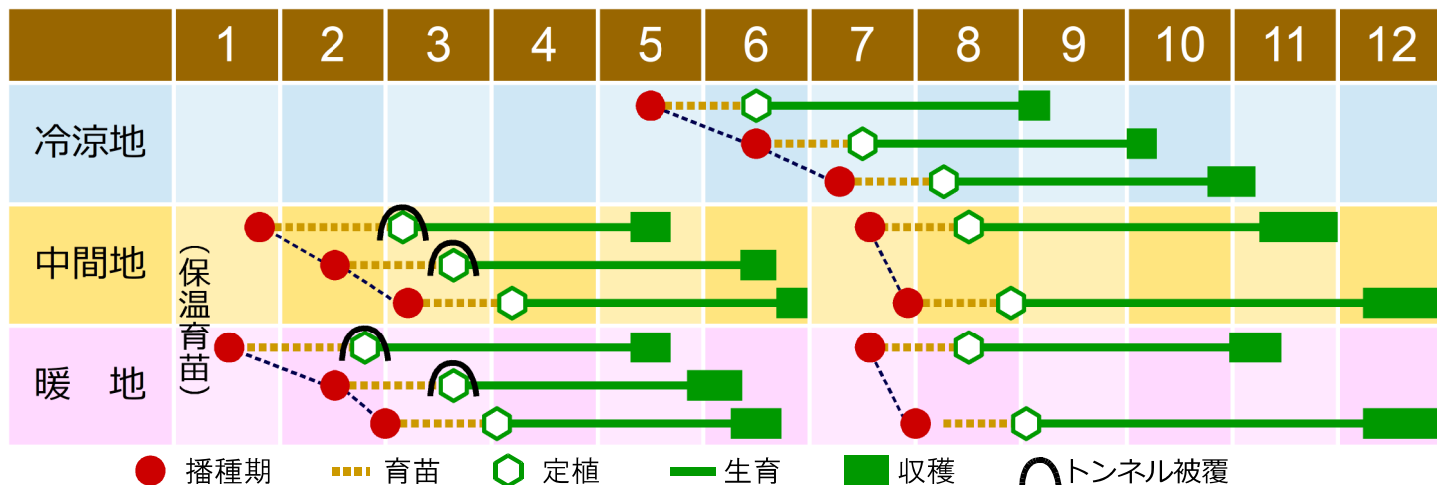 1 2 3 4 5 6 7 8 9 10 11 12
冷涼地
中間地
(保温育苗)
暖 地
播種期 育苗 定植 生育 収穫 トンネル被覆